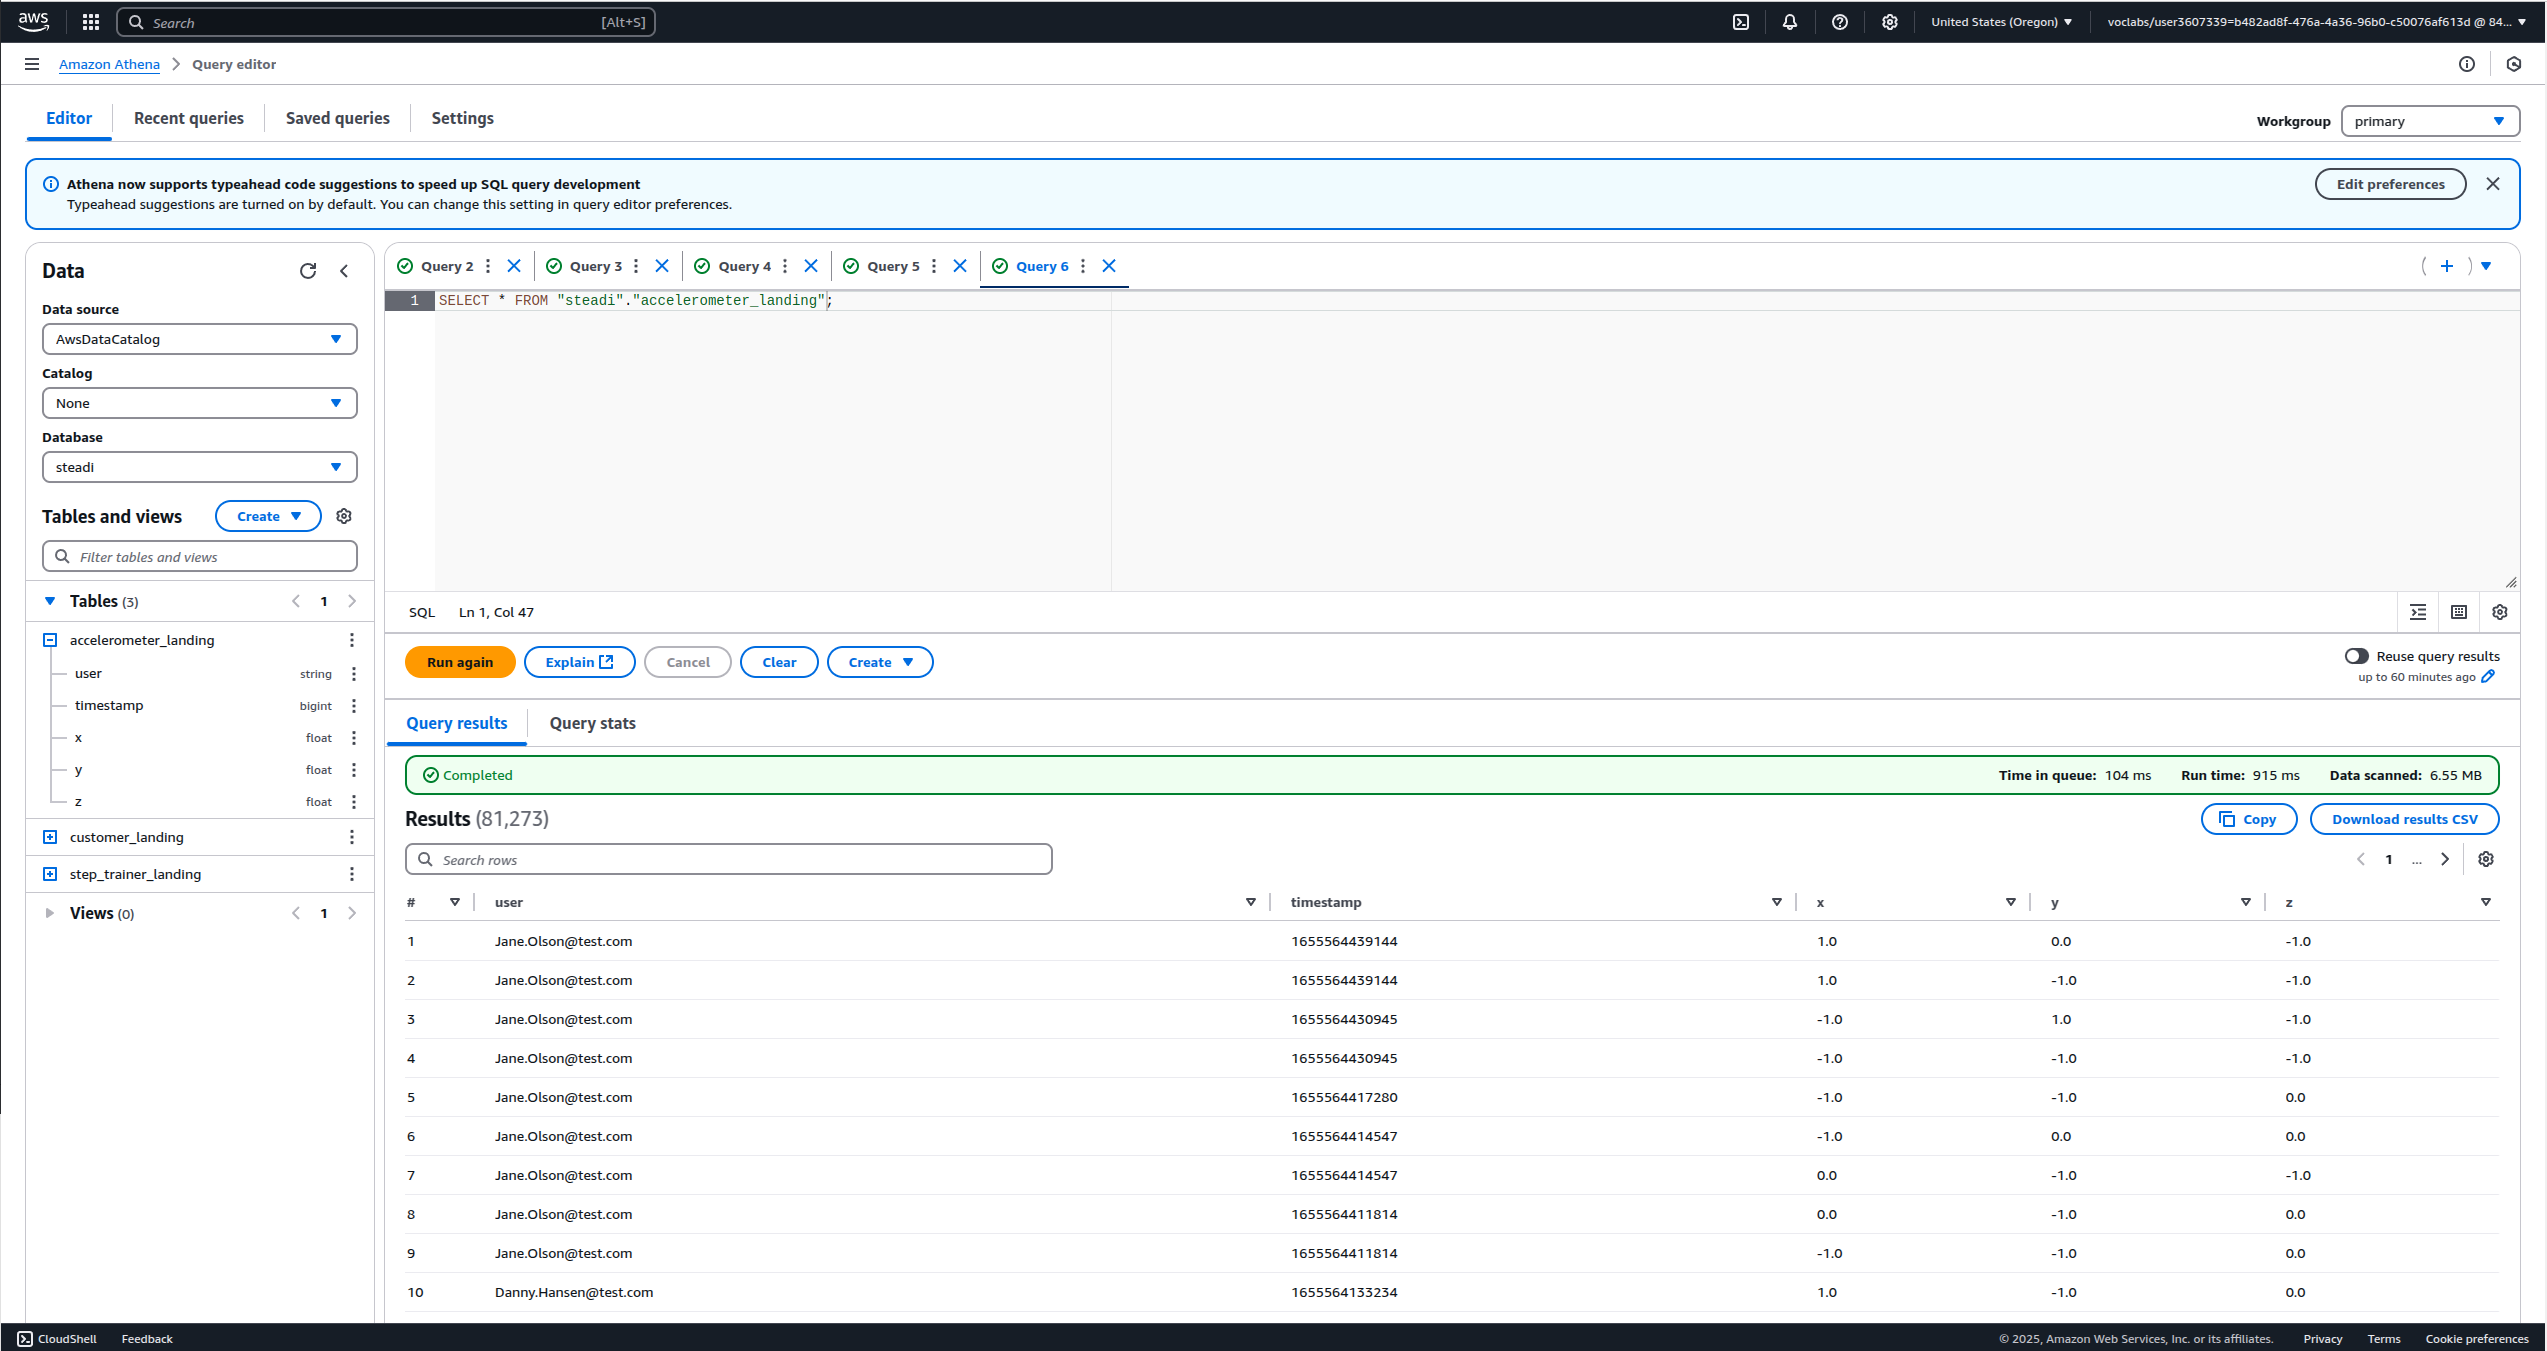 aws Search [Alt+S] United States (Oregon) voclabs/user3607339=b482ad8f-476a-4a36-96b0-c50076af613d @ 84...
Amazon Athena Query editor
Editor Recent queries Saved queries Settings Workgroup primary
Athena now supports typeahead code suggestions to speed up SQL query development
Typeahead suggestions are turned on by default. You can change this setting in query editor preferences.
Edit preferences
Data
Data source
AwsDataCatalog
Catalog
None
Database
steadi
Tables and views Create
Filter tables and views
Tables (3) 1
accelerometer_landing
user string
timestamp bigint
x float
y float
z float
customer_landing
step_trainer_landing
Views (0) 1
Query 2 Query 3 Query 4 Query 5 Query 6
1 SELECT * FROM "steadi"."accelerometer_landing";
SQL Ln 1, Col 47
Run again Explain Cancel Clear Create
Reuse query results
up to 60 minutes ago
Query results Query stats
Completed Time in queue: 104 ms Run time: 915 ms Data scanned: 6.55 MB
Results (81,273) Copy Download results CSV
Search rows 1 ...
# user timestamp x y z
1 Jane.Olson@test.com 1655564439144 1.0 0.0 -1.0
2 Jane.Olson@test.com 1655564439144 1.0 -1.0 -1.0
3 Jane.Olson@test.com 1655564430945 -1.0 1.0 -1.0
4 Jane.Olson@test.com 1655564430945 -1.0 -1.0 -1.0
5 Jane.Olson@test.com 1655564417280 -1.0 -1.0 0.0
6 Jane.Olson@test.com 1655564414547 -1.0 0.0 0.0
7 Jane.Olson@test.com 1655564414547 0.0 -1.0 -1.0
8 Jane.Olson@test.com 1655564411814 0.0 -1.0 0.0
9 Jane.Olson@test.com 1655564411814 -1.0 -1.0 0.0
10 Danny.Hansen@test.com 1655564133234 1.0 -1.0 0.0
CloudShell Feedback © 2025, Amazon Web Services, Inc. or its affiliates. Privacy Terms Cookie preferences